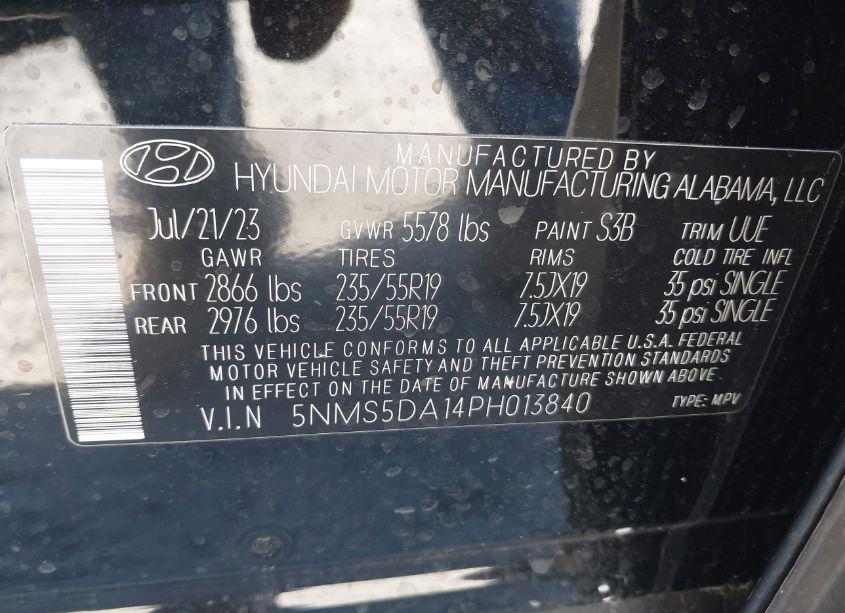 MANUFACTURED BY
HYUNDAI MOTOR MANUFACTURING ALABAMA, LLC
Jul/21/23 GVWR 5578 lbs PAINT S3B TRIM UUE
GAWR TIRES RIMS COLD TIRE INFL
FRONT 2866 lbs 235/55R19 7.5JX19 35 psi SINGLE
REAR 2976 lbs 235/55R19 7.5JX19 35 psi SINGLE
THIS VEHICLE CONFORMS TO ALL APPLICABLE U.S.A. FEDERAL
MOTOR VEHICLE SAFETY AND THEFT PREVENTION STANDARDS
IN EFFECT ON THE DATE OF MANUFACTURE SHOWN ABOVE
V.I.N 5NMS5DA14PH013840 TYPE: MPV